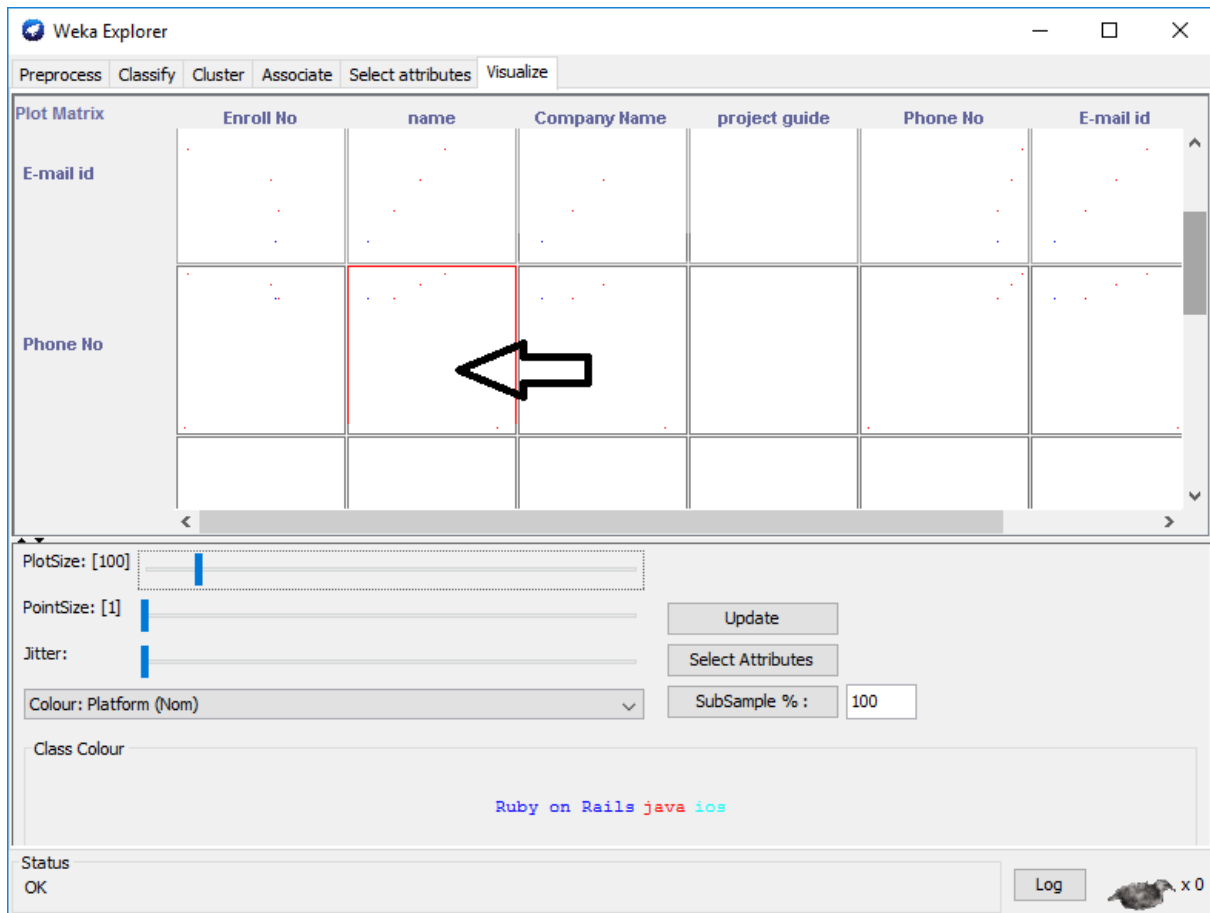 Weka Explorer
Preprocess Classify Cluster Associate Select attributes Visualize
Plot Matrix Enroll No name Company Name project guide Phone No E-mail id
E-mail id
Phone No
PlotSize: [100]
PointSize: [1]
Update
Jitter:
Select Attributes
Colour: Platform (Nom)
SubSample % : 100
Class Colour
Ruby on Rails java ios
Status
OK
Log x 0